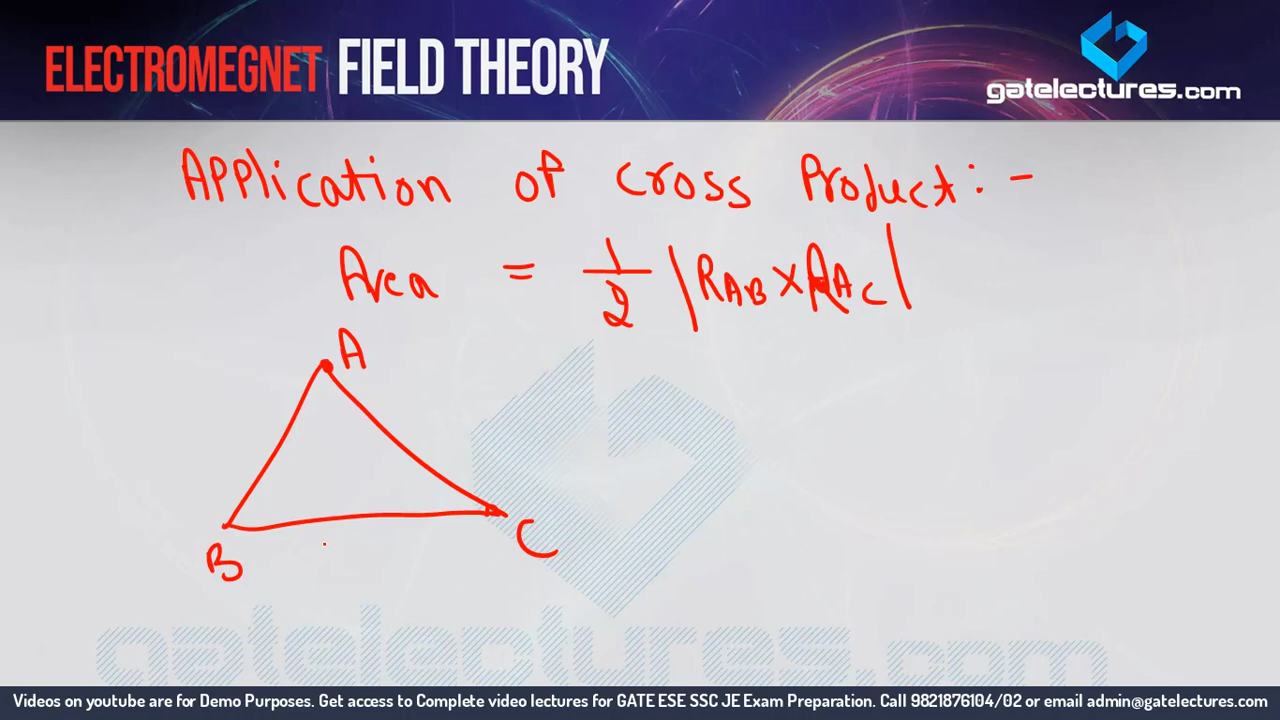 ELECTROMEGNET FIELD THEORY
gatelectures.com
Application of cross Product:-
Area = 1/2 |RAB×RAC|
A
B
C
gatelectures.com
Videos on youtube are for Demo Purposes. Get access to Complete video lectures for GATE ESE SSC JE Exam Preparation. Call 9821876104/02 or email admin@gatelectures.com